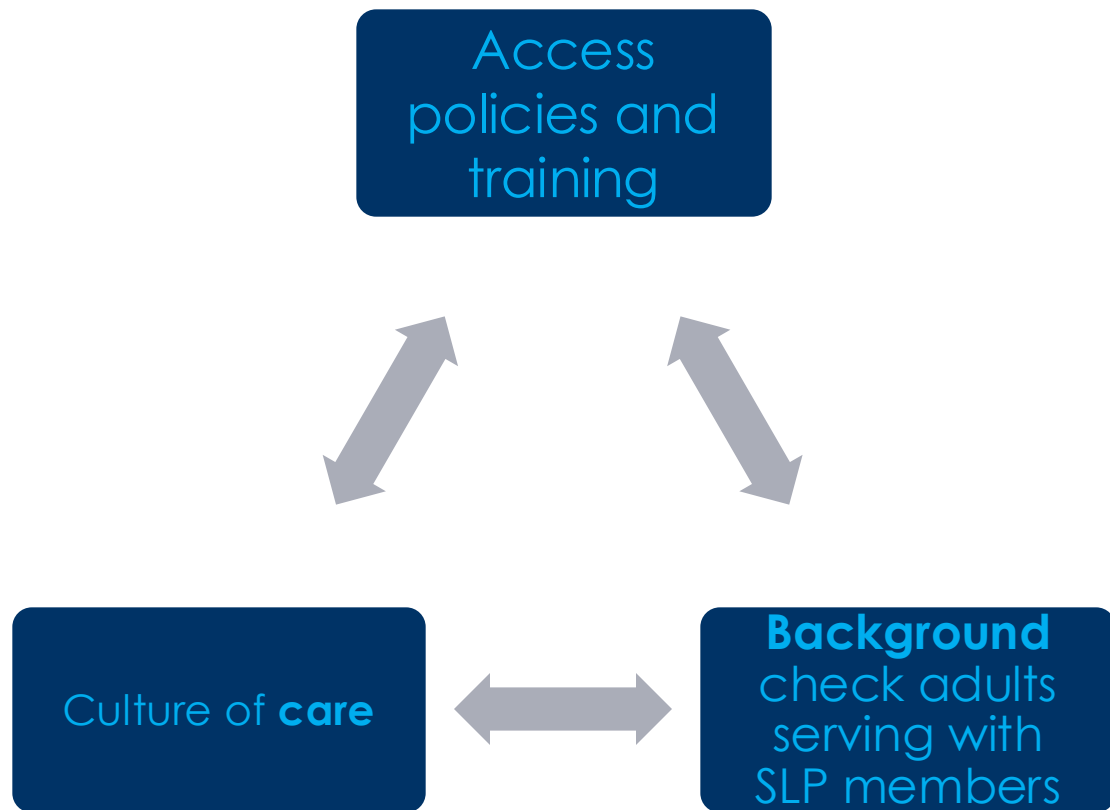 Access
policies and
training
Culture of care
Background
check adults
serving with
SLP members